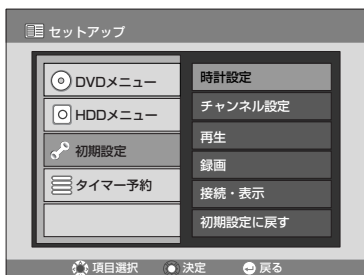 セットアップ
DVDメニュー
HDDメニュー
初期設定
タイマー予約
時計設定
チャンネル設定
再生
録画
接続・表示
初期設定に戻す
項目選択 決定 戻る